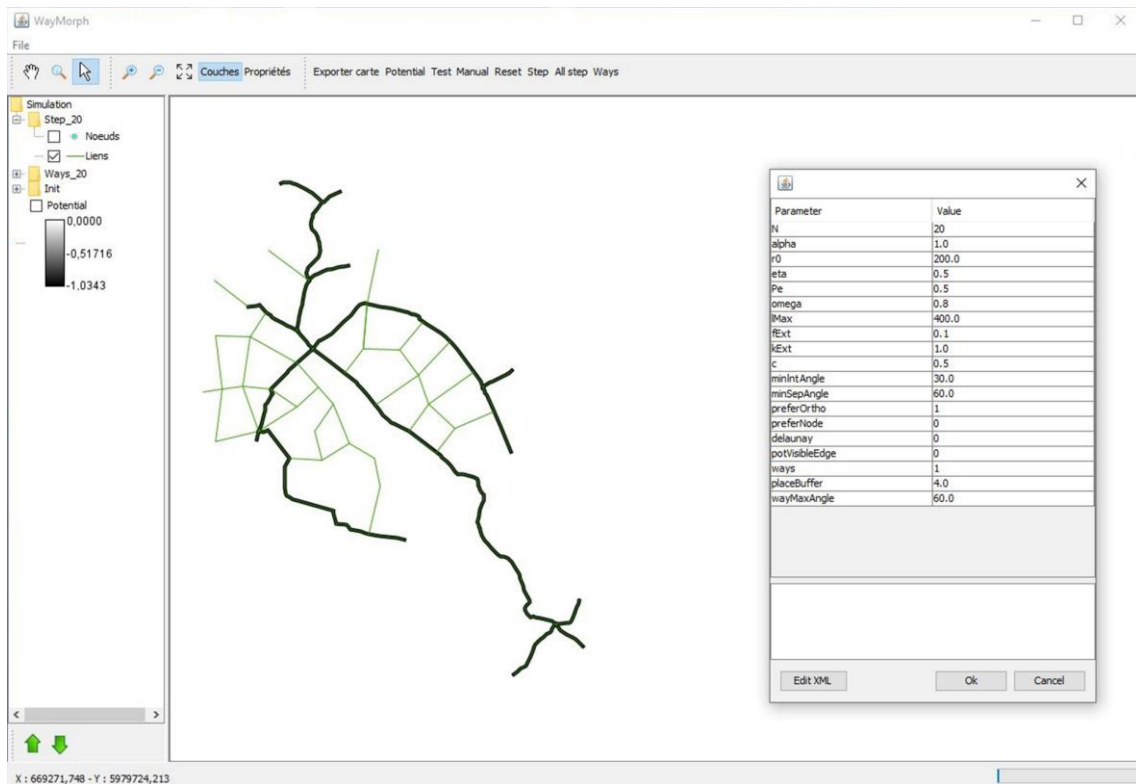 WayMorph
File
Couches Propriétés Exporter carte Potential Test Manual Reset Step All step Ways
Simulation
Step_20
Noeuds
Liens
Ways_20
Init
Potential
0,0000
-0,51716
-1,0343
Parameter Value
N 20
alpha 1.0
r0 200.0
eta 0.5
Pe 0.5
omega 0.8
lMax 400.0
fExt 0.1
kExt 1.0
c 0.5
minIntAngle 30.0
minSepAngle 60.0
preferOrtho 1
preferNode 0
delaunay 0
potVisibleEdge 0
ways 1
placeBuffer 4.0
wayMaxAngle 60.0
Edit XML Ok Cancel
X : 669271,748 - Y : 5979724,213